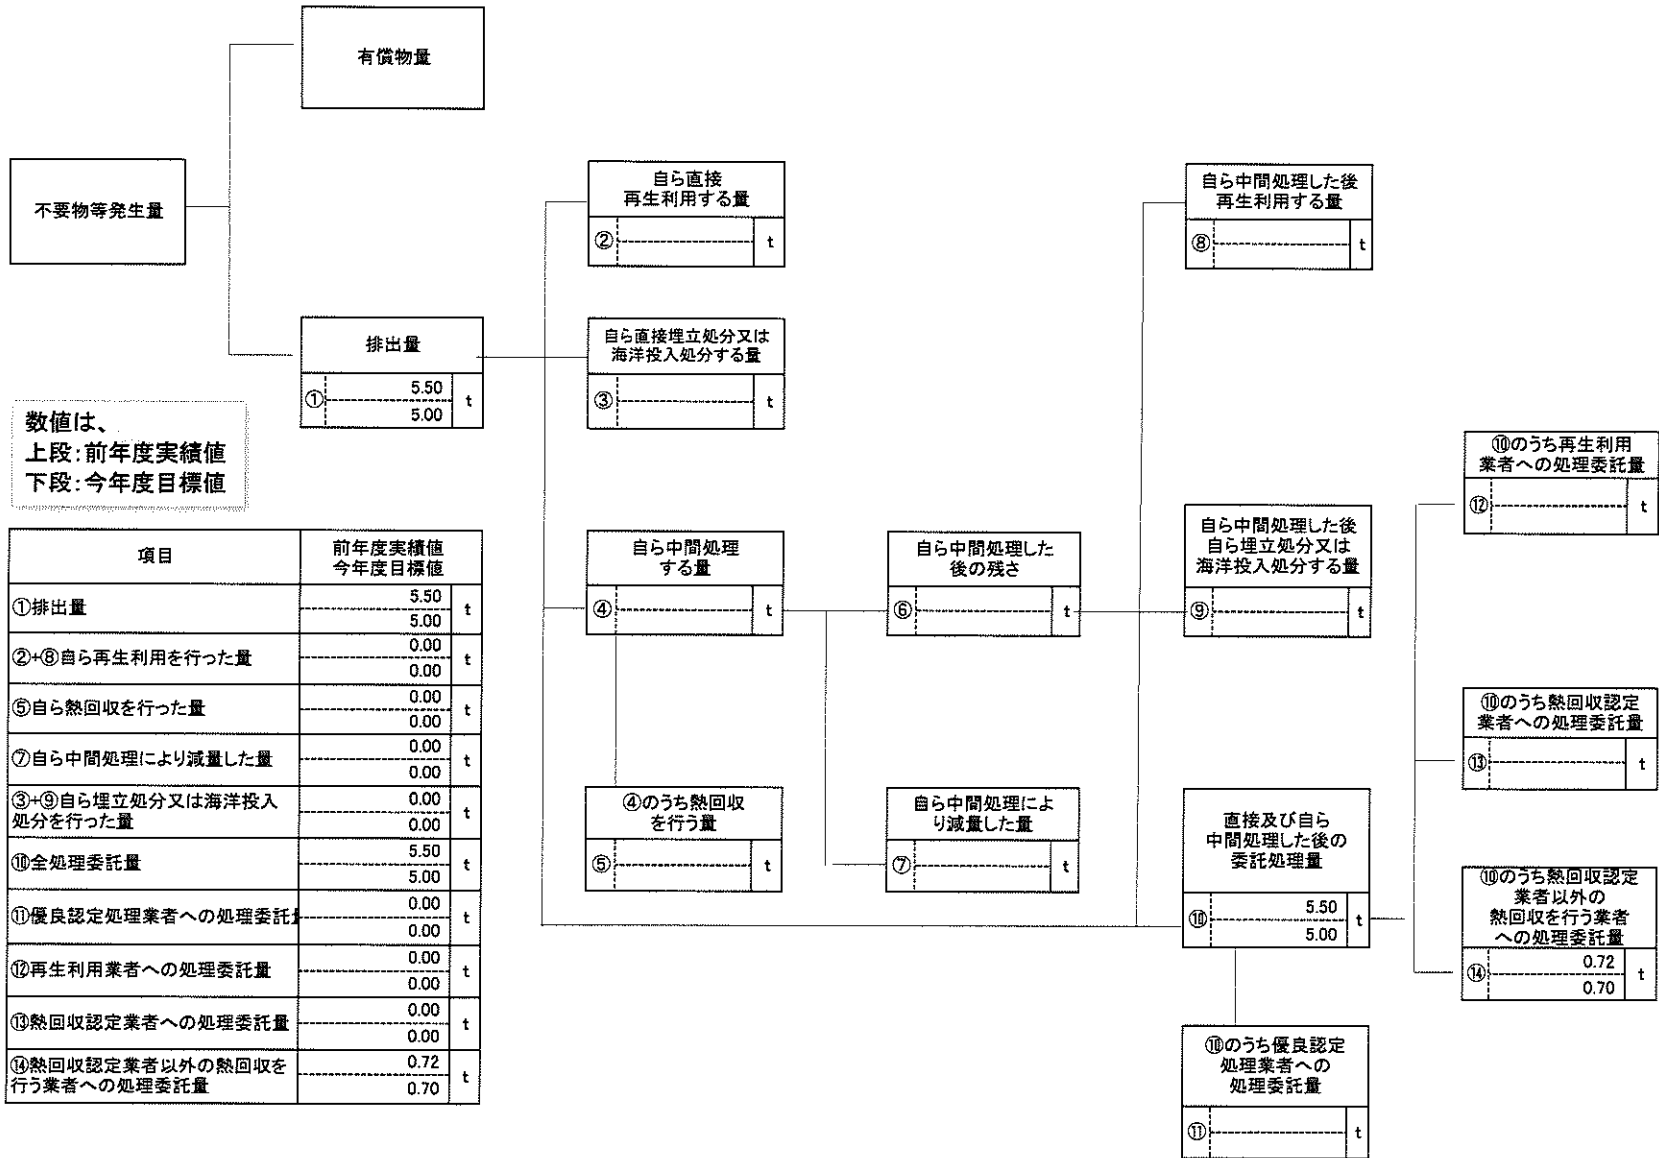 有償物量
不要物等発生量
自ら直接
再生利用する量
② t
自ら中間処理した後
再生利用する量
⑧ t
排出量
① 5.50 t
5.00
自ら直接埋立処分又は
海洋投入処分する量
③ t
数値は、
上段:前年度実績値
下段:今年度目標値
⑩のうち再生利用
業者への処理委託量
⑫ t
自ら中間処理
する量
④ t
自ら中間処理した
後の残さ
⑥ t
自ら中間処理した後
自ら埋立処分又は
海洋投入処分する量
⑨ t
⑩のうち熱回収認定
業者への処理委託量
⑬ t
④のうち熱回収
を行う量
⑤ t
自ら中間処理によ
り減量した量
⑦ t
直接及び自ら
中間処理した後の
委託処理量
⑩ 5.50 t
5.00
⑩のうち熱回収認定
業者以外の
熱回収を行う業者
への処理委託量
⑭ 0.72 t
0.70
⑩のうち優良認定
処理業者への
処理委託量
⑪ t
項目 前年度実績値
今年度目標値
①排出量 5.50 t
5.00
②+⑧自ら再生利用を行った量 0.00 t
0.00
⑤自ら熱回収を行った量 0.00 t
0.00
⑦自ら中間処理により減量した量 0.00 t
0.00
③+⑨自ら埋立処分又は海洋投入 0.00 t
処分を行った量 0.00
⑩全処理委託量 5.50 t
5.00
⑪優良認定処理業者への処理委託 0.00 t
0.00
⑫再生利用業者への処理委託量 0.00 t
0.00
⑬熱回収認定業者への処理委託量 0.00 t
0.00
⑭熱回収認定業者以外の熱回収を 0.72 t
行う業者への処理委託量 0.70